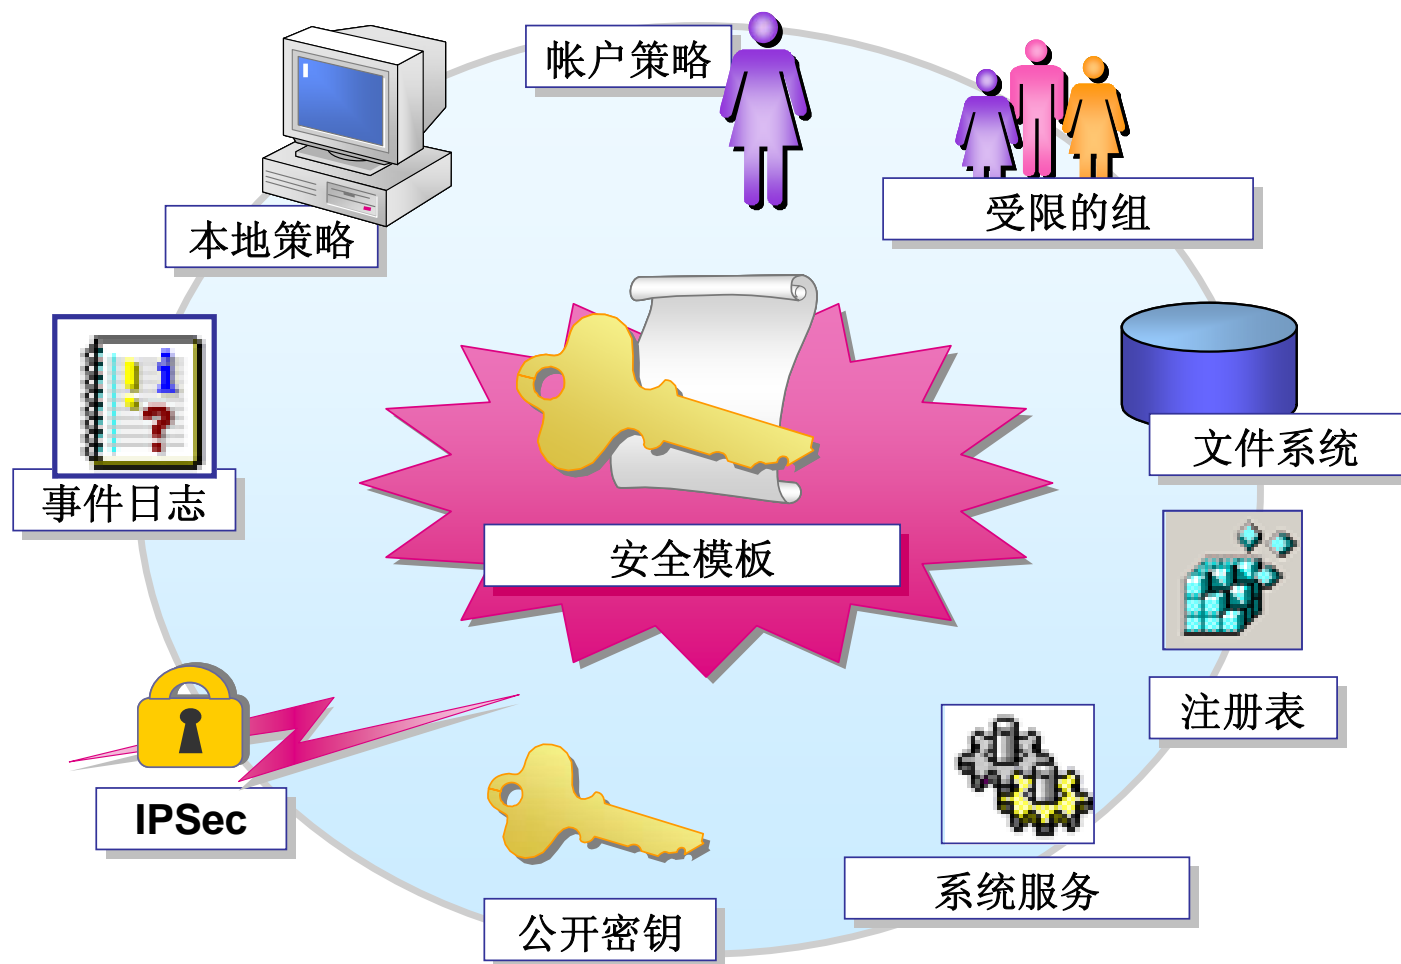 帐户策略
受限的组
本地策略
文件系统
事件日志
安全模板
注册表
IPSec
系统服务
公开密钥